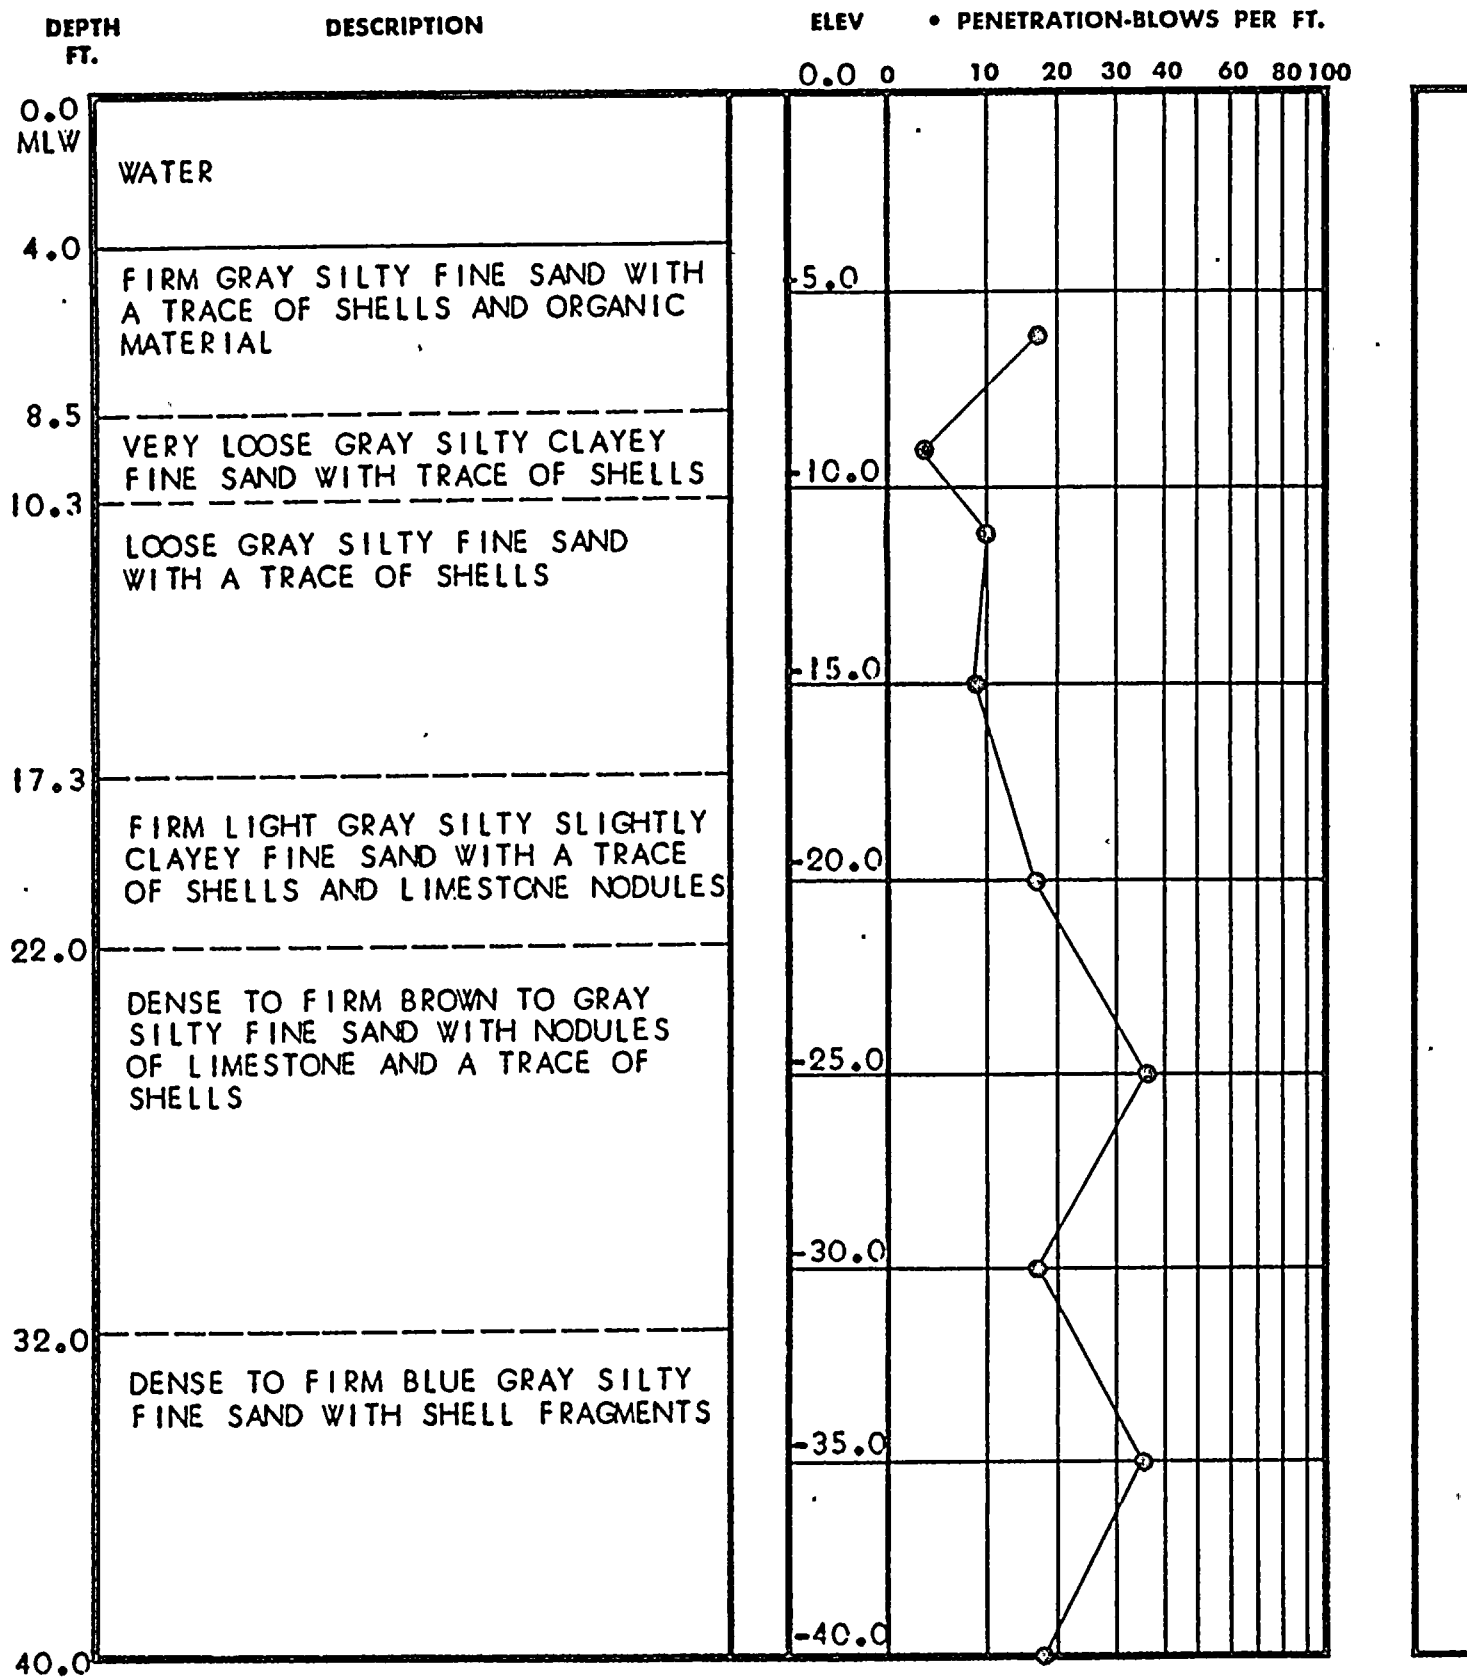 DEPTH FT. DESCRIPTION ELEV • PENETRATION-BLOWS PER FT.
0.0 0 10 20 30 40 60 80 100
0.0
MLW
WATER
4.0
FIRM GRAY SILTY FINE SAND WITH
A TRACE OF SHELLS AND ORGANIC
MATERIAL
-5.0
8.5
VERY LOOSE GRAY SILTY CLAYEY
FINE SAND WITH TRACE OF SHELLS
-10.0
10.3
LOOSE GRAY SILTY FINE SAND
WITH A TRACE OF SHELLS
-15.0
17.3
FIRM LIGHT GRAY SILTY SLIGHTLY
CLAYEY FINE SAND WITH A TRACE
OF SHELLS AND LIMESTONE NODULES
-20.0
22.0
DENSE TO FIRM BROWN TO GRAY
SILTY FINE SAND WITH NODULES
OF LIMESTONE AND A TRACE OF
SHELLS
-25.0
-30.0
32.0
DENSE TO FIRM BLUE GRAY SILTY
FINE SAND WITH SHELL FRAGMENTS
-35.0
-40.0
40.0